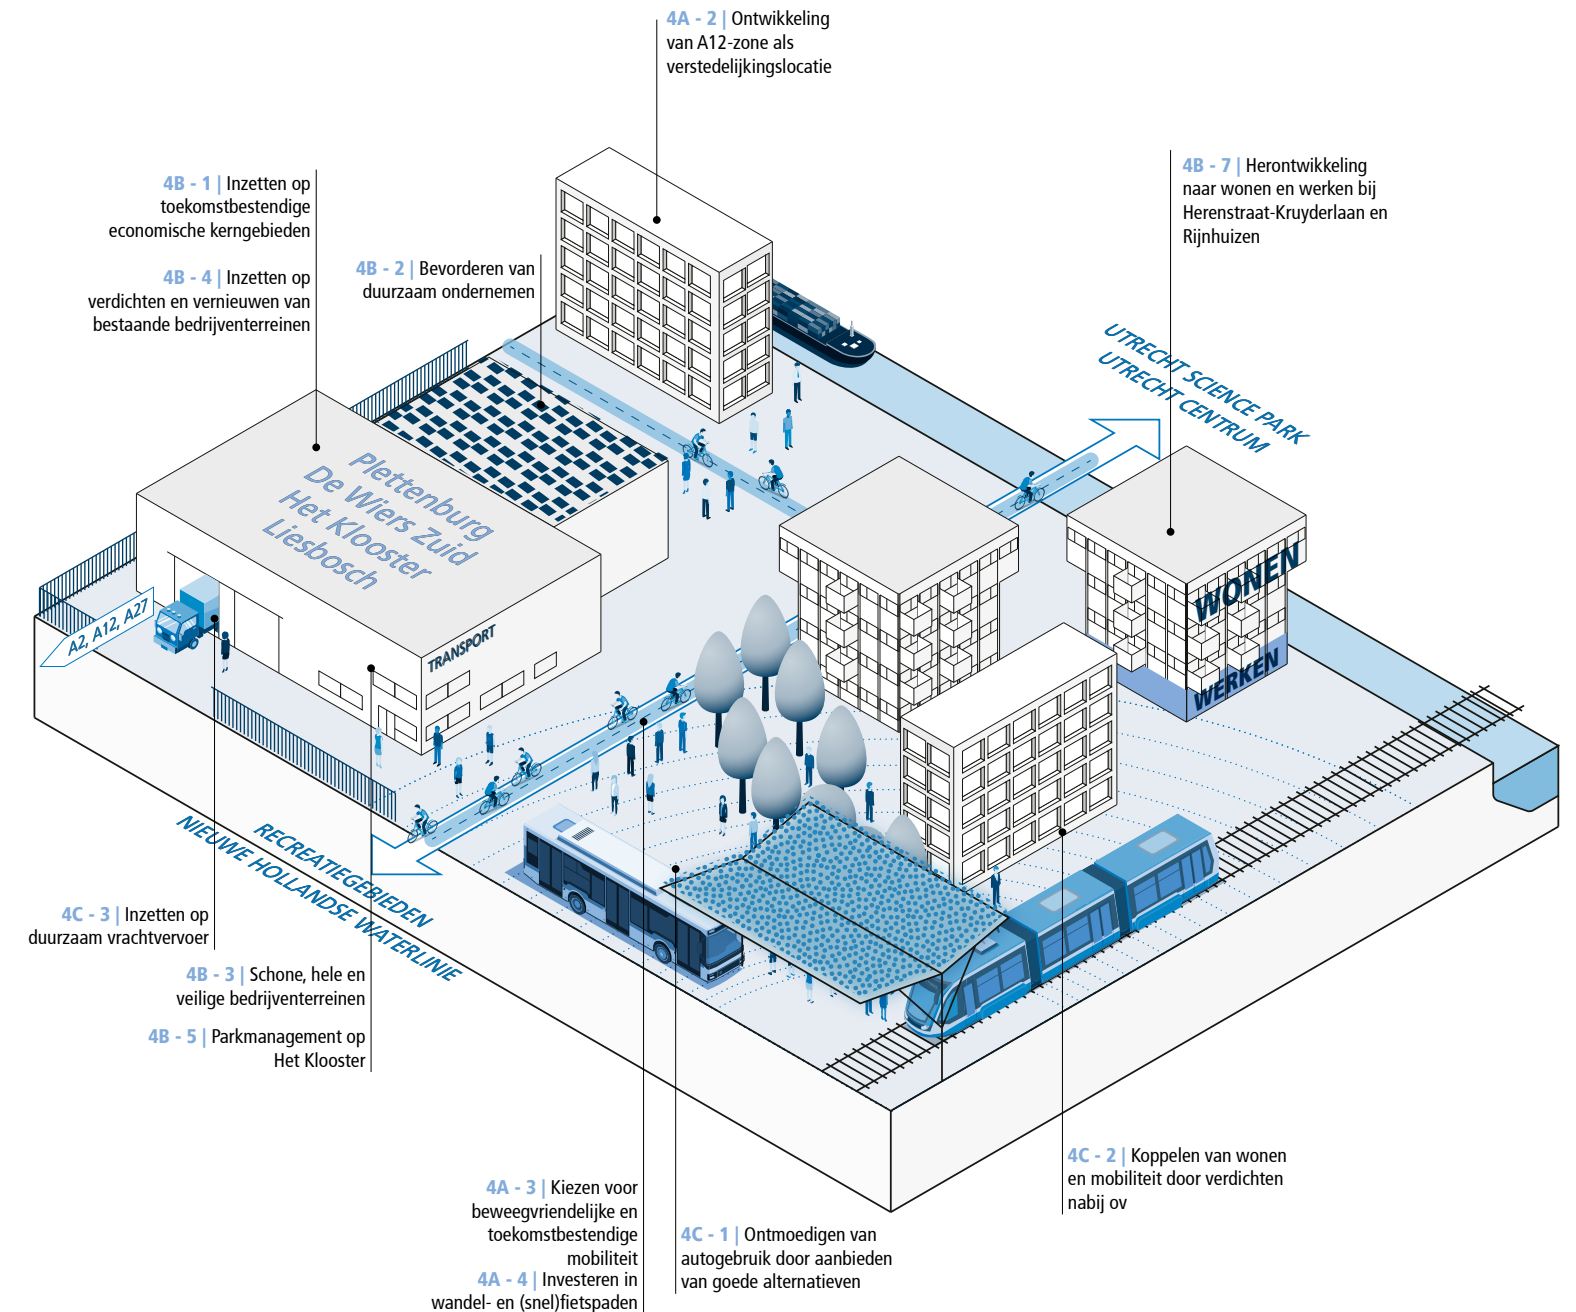 4A - 2 | Ontwikkeling
van A12-zone als
verstedelijkingslocatie
4B - 7 | Herontwikkeling
naar wonen en werken bij
Herenstraat-Kruyderlaan en
Rijnhuizen
4B - 1 | Inzetten op
toekomstbestendige
economische kerngebieden
4B - 4 | Inzetten op
verdichten en vernieuwen van
bestaande bedrijventerreinen
4B - 2 | Bevorderen van
duurzaam ondernemen
UTRECHT SCIENCE PARK
UTRECHT CENTRUM
Plettenburg
De Wiers Zuid
Het Klooster
Liesbosch
WONEN
WERKEN
A2, A12, A27
TRANSPORT
RECREATIEGEBIEDEN
NIEUWE HOLLANDSE WATERLINIE
4C - 3 | Inzetten op
duurzaam vrachtvervoer
4B - 3 | Schone, hele en
veilige bedrijventerreinen
4B - 5 | Parkmanagement op
Het Klooster
4A - 3 | Kiezen voor
beweegvriendelijke en
toekomstbestendige
mobiliteit
4A - 4 | Investeren in
wandel- en (snel)fietspaden
4C - 1 | Ontmoedigen van
autogebruik door aanbieden
van goede alternatieven
4C - 2 | Koppelen van wonen
en mobiliteit door verdichten
nabij ov